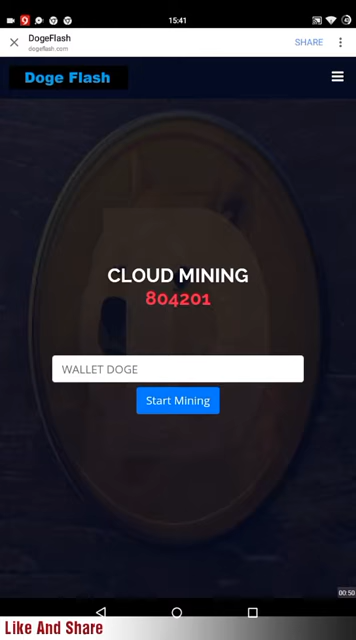 15:41
DogeFlash
dogeflash.com
SHARE
Doge Flash
CLOUD MINING
804201
WALLET DOGE
Start Mining
00:50
Like And Share